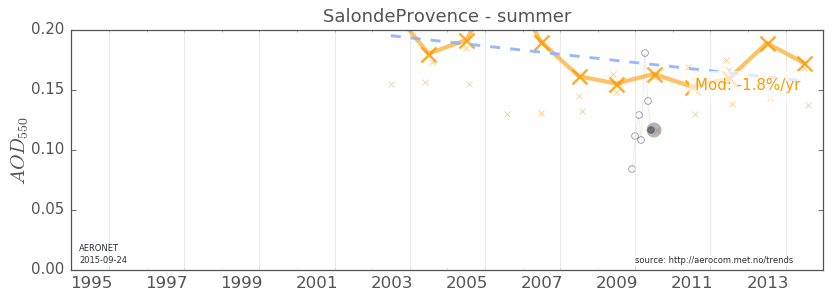 SalondeProvence - summer
0.20
0.15
0.10
0.05
0.00
AOD550
Mod: -1.8%/yr
AERONET
2015-09-24
source: http://aerocom.met.no/trends
1995 1997 1999 2001 2003 2005 2007 2009 2011 2013